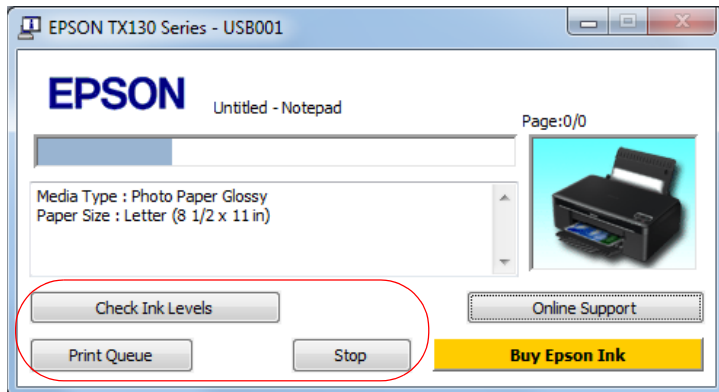 EPSON TX130 Series - USB001
EPSON
Untitled - Notepad
Page:0/0
Media Type : Photo Paper Glossy
Paper Size : Letter (8 1/2 x 11 in)
Check Ink Levels
Online Support
Print Queue
Stop
Buy Epson Ink